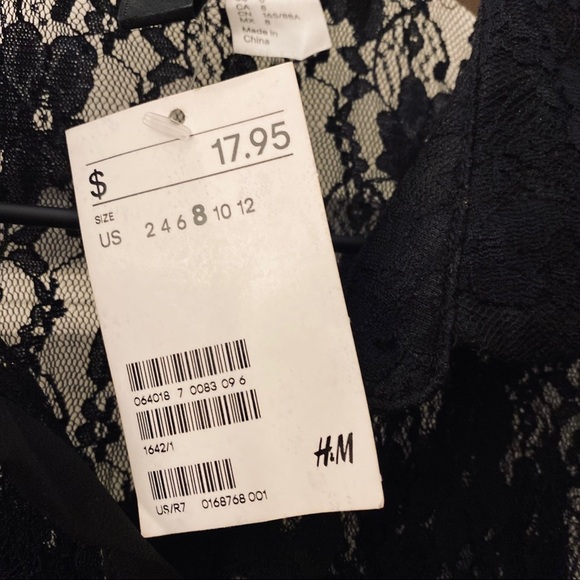 CA 8
CN 165/88A
MX 8
Made in
China
$ 17.95
SIZE
US 2 4 6 8 10 12
064018 7 0083 09 6
1642/1
H&M
US/R7 0168768 001